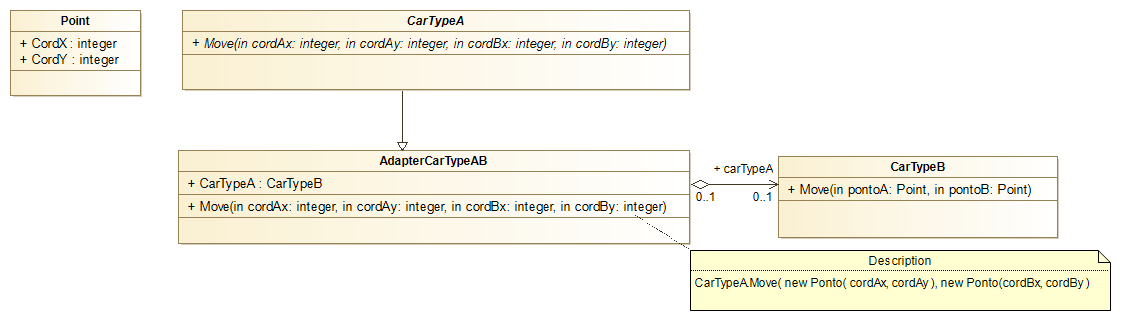 Point
+ CordX : integer
+ CordY : integer
CarTypeA
+ Move(in cordAx: integer, in cordAy: integer, in cordBx: integer, in cordBy: integer)
AdapterCarTypeAB
+ CarTypeA : CarTypeB
+ Move(in cordAx: integer, in cordAy: integer, in cordBx: integer, in cordBy: integer)
+ carTypeA
0..1
0..1
CarTypeB
+ Move(in pontoA: Point, in pontoB: Point)
Description
CarTypeA.Move( new Ponto( cordAx, cordAy ), new Ponto(cordBx, cordBy )